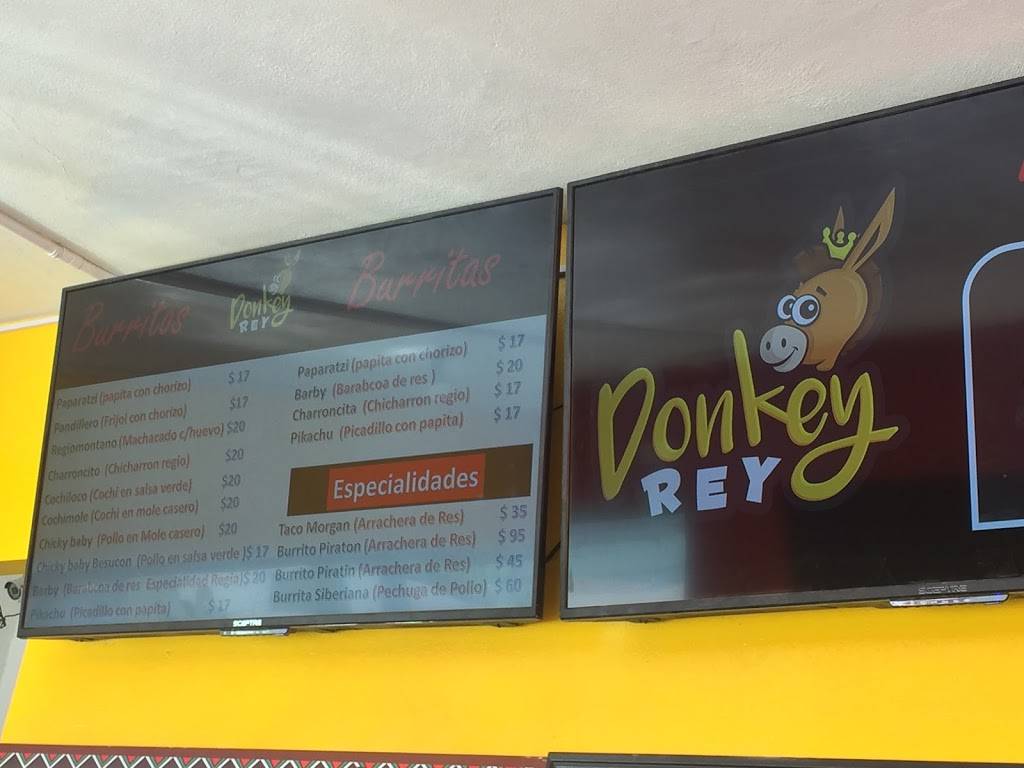 Burritos
Donkey
REY
Burritas
Paparatzi (papita con chorizo) $17
Pandillero (Frijol con chorizo) $17
Regiomontano (Machacado c/huevo) $20
Charroncito (Chicharron regio) $20
Cochiloco (Cochi en salsa verde) $20
Cochimole (Cochi en mole casero) $20
Chicky baby (Pollo en Mole casero) $20
Chicky baby Besucon (Pollo en salsa verde) $17
Barby (Barabcoa de res Especialidad Regia) $20
Pikachu (Picadillo con papita) $17
Paparatzi (papita con chorizo) $17
Barby (Barabcoa de res) $20
Charroncita (Chicharron regio) $17
Pikachu (Picadillo con papita) $17
Especialidades
Taco Morgan (Arrachera de Res) $35
Burrito Piraton (Arrachera de Res) $95
Burrito Piratin (Arrachera de Res) $45
Burrita Siberiana (Pechuga de Pollo) $60
SCEPTRE
Donkey
REY
SCEPTRE